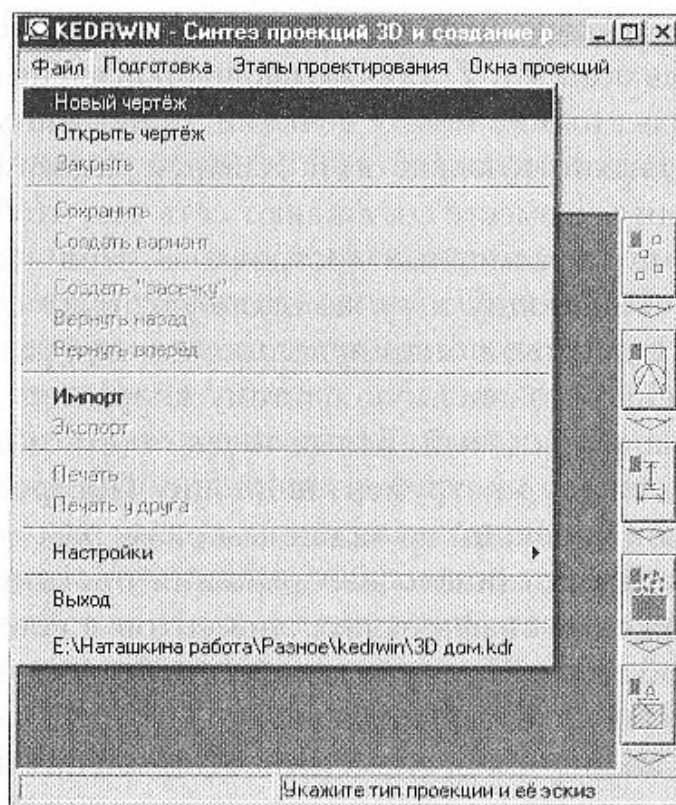 KEDRWIN - Синтез проекций 3D и создание р
Файл Подготовка Этапы проектирования Окна проекций
Новый чертёж
Открыть чертёж
Закрыть
Сохранить
Создать вариант
Создать "засечку"
Вернуть назад
Вернуть вперёд
Импорт
Экспорт
Печать
Печать у друга
Настройки
Выход
E:\Наташкина работа\Разное\kedrwin\3D дом.kdr
Укажите тип проекции и её эскиз